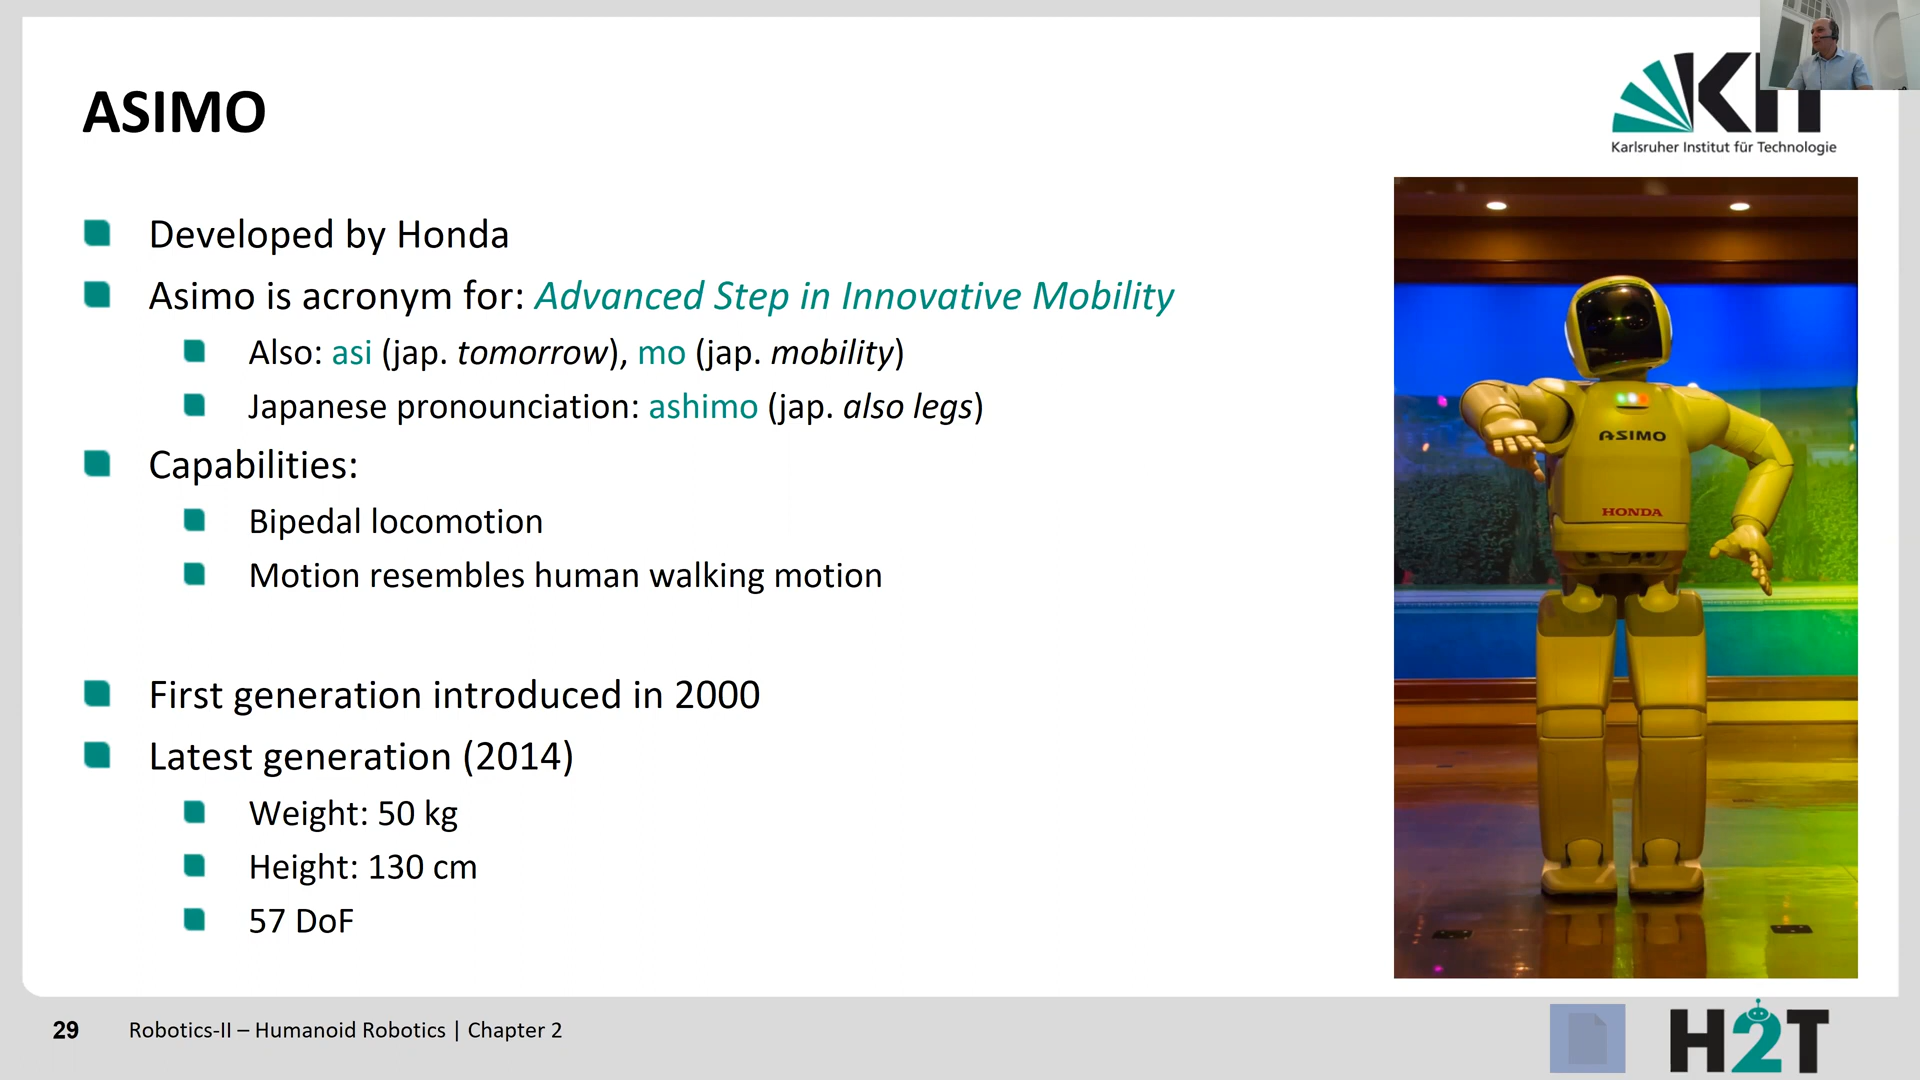 ASIMO
KIT
Karlsruher Institut für Technologie
Developed by Honda
Asimo is acronym for: Advanced Step in Innovative Mobility
Also: asi (jap. tomorrow), mo (jap. mobility)
Japanese pronounciation: ashimo (jap. also legs)
Capabilities:
Bipedal locomotion
Motion resembles human walking motion
First generation introduced in 2000
Latest generation (2014)
Weight: 50 kg
Height: 130 cm
57 DoF
ASIMO
HONDA
29 Robotics-II – Humanoid Robotics | Chapter 2
H2T